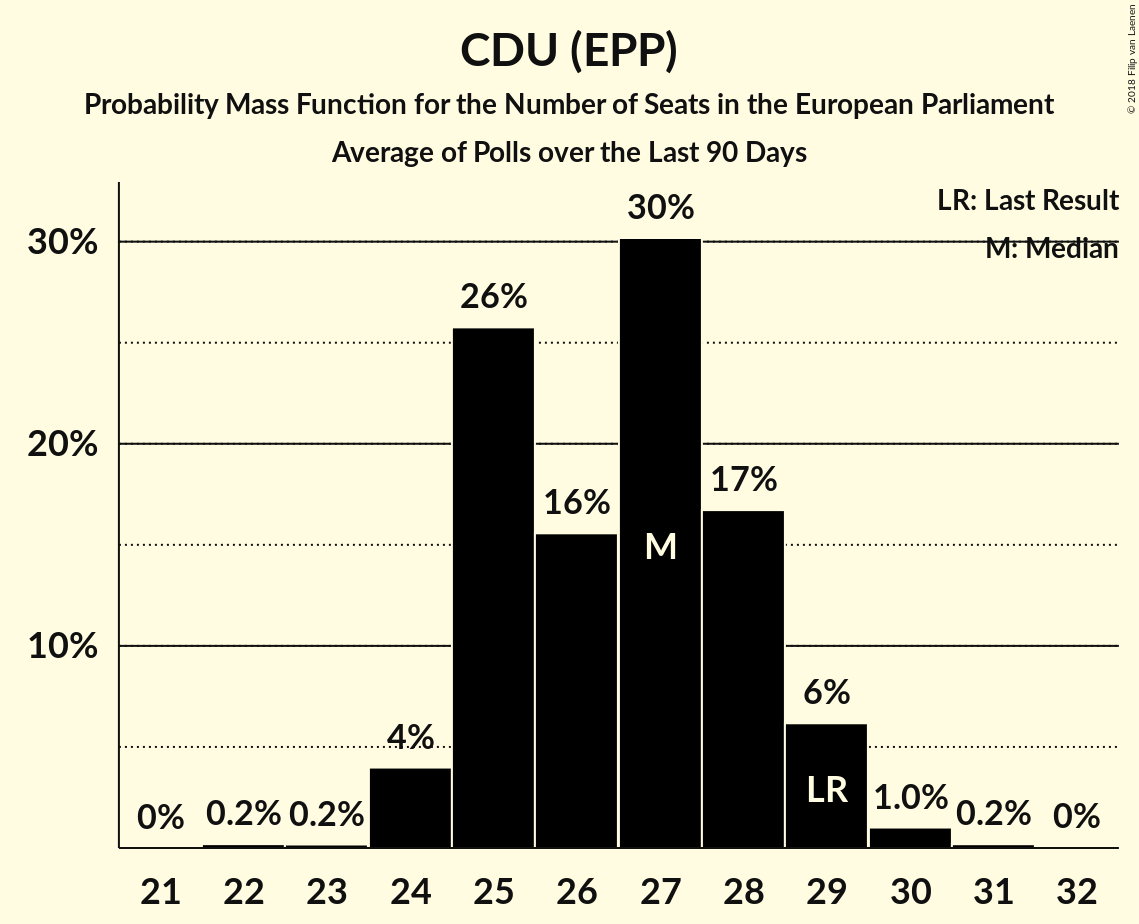 CDU (EPP)
Probability Mass Function for the Number of Seats in the European Parliament
Average of Polls over the Last 90 Days
© 2018 Filip van Laenen
LR: Last Result
M: Median
30%
20%
10%
0%
0.2%
0.2%
4%
26%
16%
30%
17%
6%
1.0%
0.2%
0%
M
LR
21 22 23 24 25 26 27 28 29 30 31 32